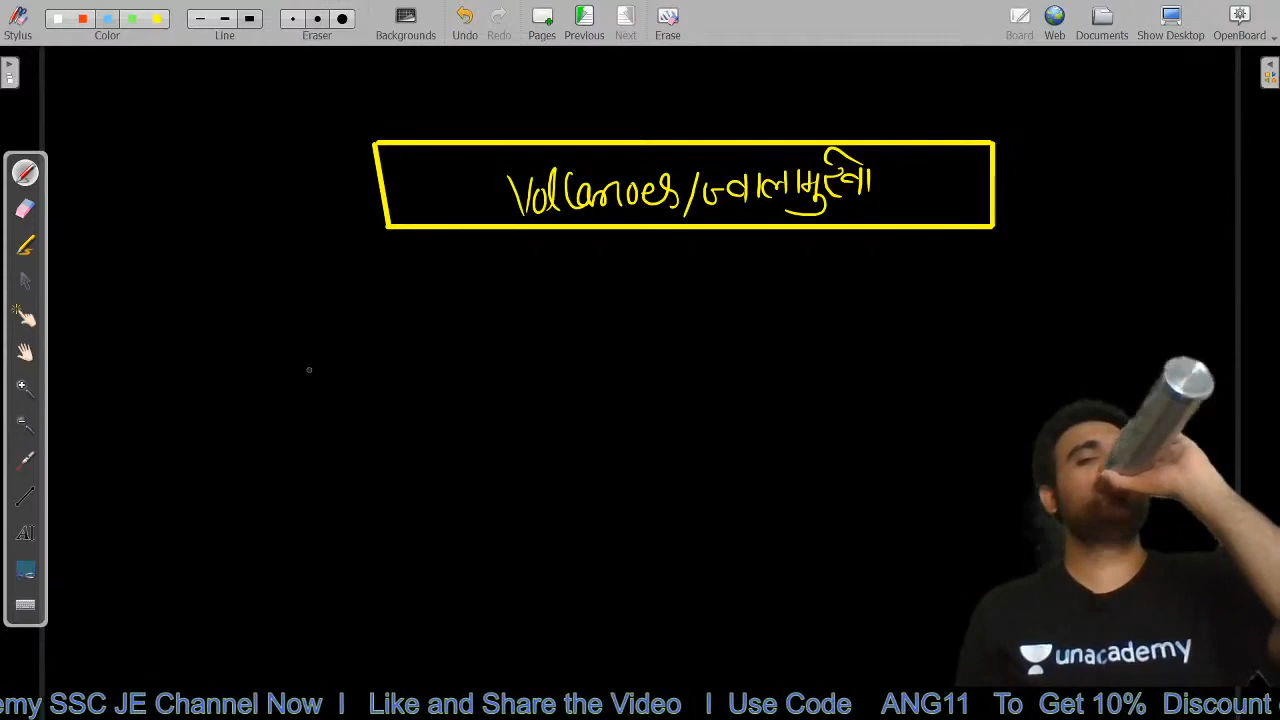 Stylus Color Line Eraser Backgrounds Undo Redo Pages Previous Next Erase Board Web Documents Show Desktop OpenBoard
Volcanoes/ज्वालामुखी
AI
unacademy
emy SSC JE Channel Now I Like and Share the Video I Use Code ANG11 To Get 10% Discount